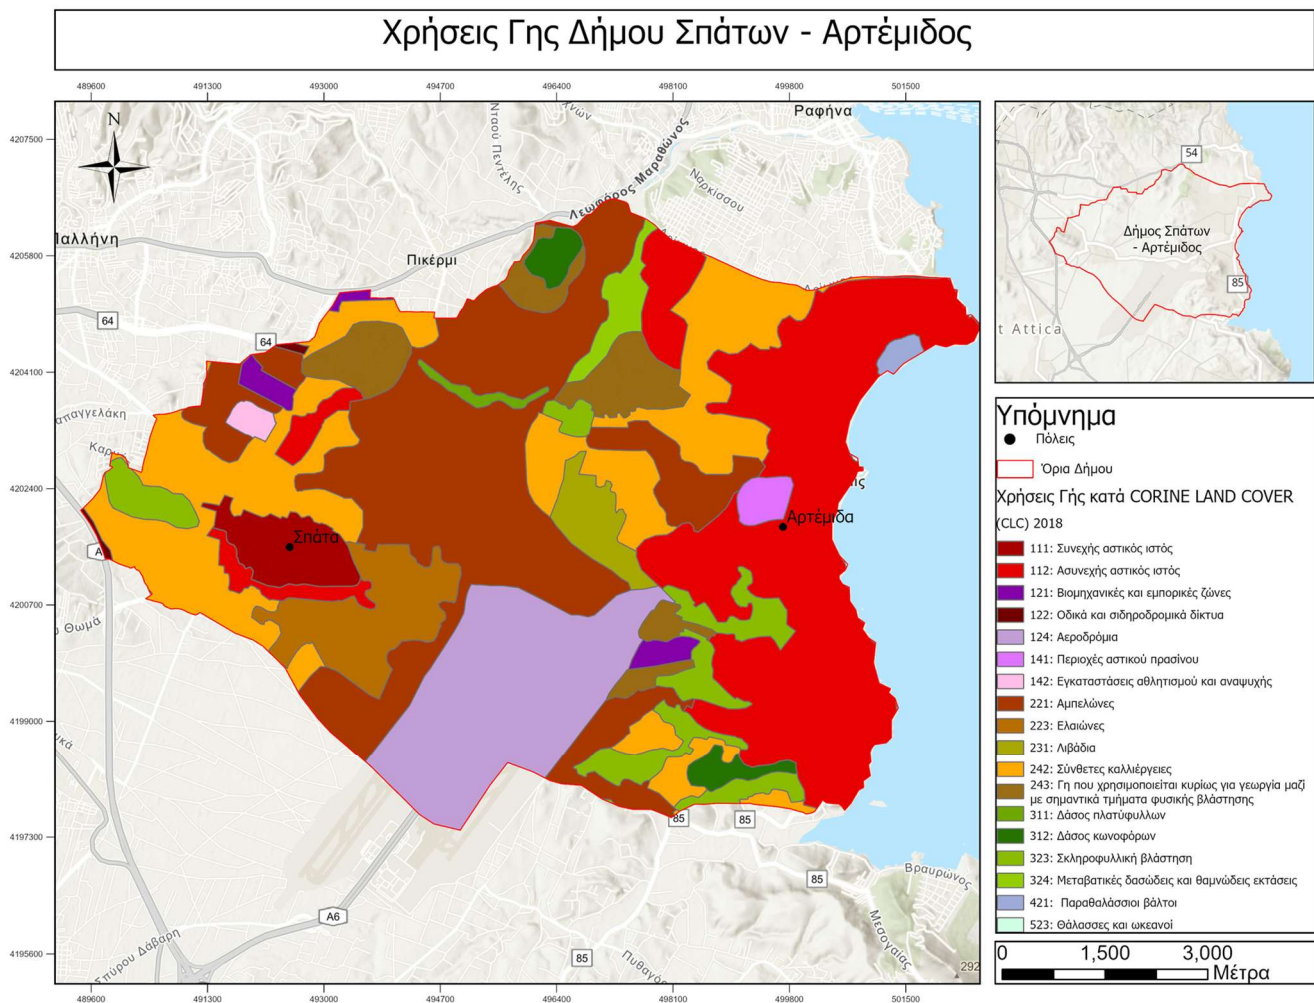 Χρήσεις Γης Δήμου Σπάτων - Αρτέμιδος
489600 491300 493000 494700 496400 498100 499800 501500
4207500
4205800
4204100
4202400
4200700
4199000
4197300
4195600
N
Ραφήνα
Νταού Πεντέλης
Λεωφόρος Μαραθώνος
Ναρκίσσου
Παλλήνη
Πικέρμι
64
64
Σπάτα
Αρτέμιδα
A
ύ Θωμά
85
85
85
85
Βραυρώνος
Μεσογαίας
A6
Σπύρου Δάβαρη
292
489600 491300 493000 494700 496400 498100 499800 501500
54
Δήμος Σπάτων
- Αρτέμιδος
85
t Attica
Υπόμνημα
Πόλεις
Όρια Δήμου
Χρήσεις Γής κατά CORINE LAND COVER
(CLC) 2018
111: Συνεχής αστικός ιστός
112: Ασυνεχής αστικός ιστός
121: Βιομηχανικές και εμπορικές ζώνες
122: Οδικά και σιδηροδρομικά δίκτυα
124: Αεροδρόμια
141: Περιοχές αστικού πρασίνου
142: Εγκαταστάσεις αθλητισμού και αναψυχής
221: Αμπελώνες
223: Ελαιώνες
231: Λιβάδια
242: Σύνθετες καλλιέργειες
243: Γη που χρησιμοποιείται κυρίως για γεωργία μαζί
με σημαντικά τμήματα φυσικής βλάστησης
311: Δάσος πλατύφυλλων
312: Δάσος κωνοφόρων
323: Σκληροφυλλική βλάστηση
324: Μεταβατικές δασώδεις και θαμνώδεις εκτάσεις
421: Παραθαλάσσιοι βάλτοι
523: Θάλασσες και ωκεανοί
0 1,500 3,000
Μέτρα